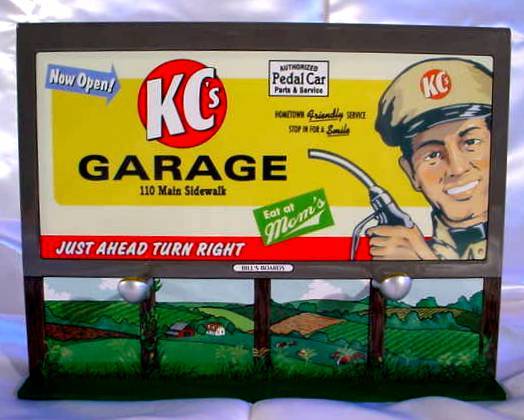 Now Open!
KC's
AUTHORIZED
Pedal Car
Parts & Service
KC's
HOMETOWN Friendly SERVICE
STOP IN FOR A Smile
GARAGE
110 Main Sidewalk
Eat at
Mom's
JUST AHEAD TURN RIGHT
BILL'S BOARDS